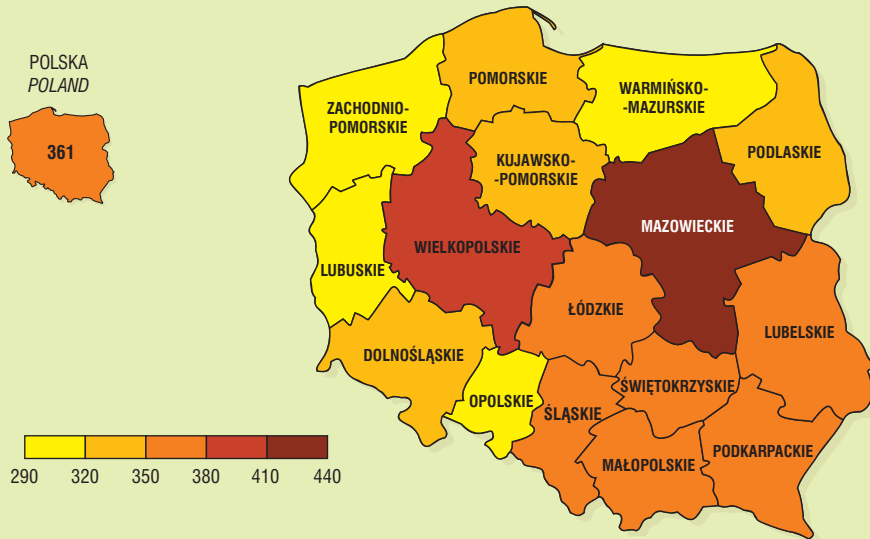 POLSKA
POLAND
361
POMORSKIE
WARMIŃSKO-
-MAZURSKIE
ZACHODNIO-
POMORSKIE
PODLASKIE
KUJAWSKO-
-POMORSKIE
MAZOWIECKIE
WIELKOPOLSKIE
LUBUSKIE
ŁÓDZKIE
LUBELSKIE
DOLNOŚLĄSKIE
OPOLSKIE
ŚLĄSKIE
ŚWIĘTOKRZYSKIE
MAŁOPOLSKIE
PODKARPACKIE
290 320 350 380 410 440